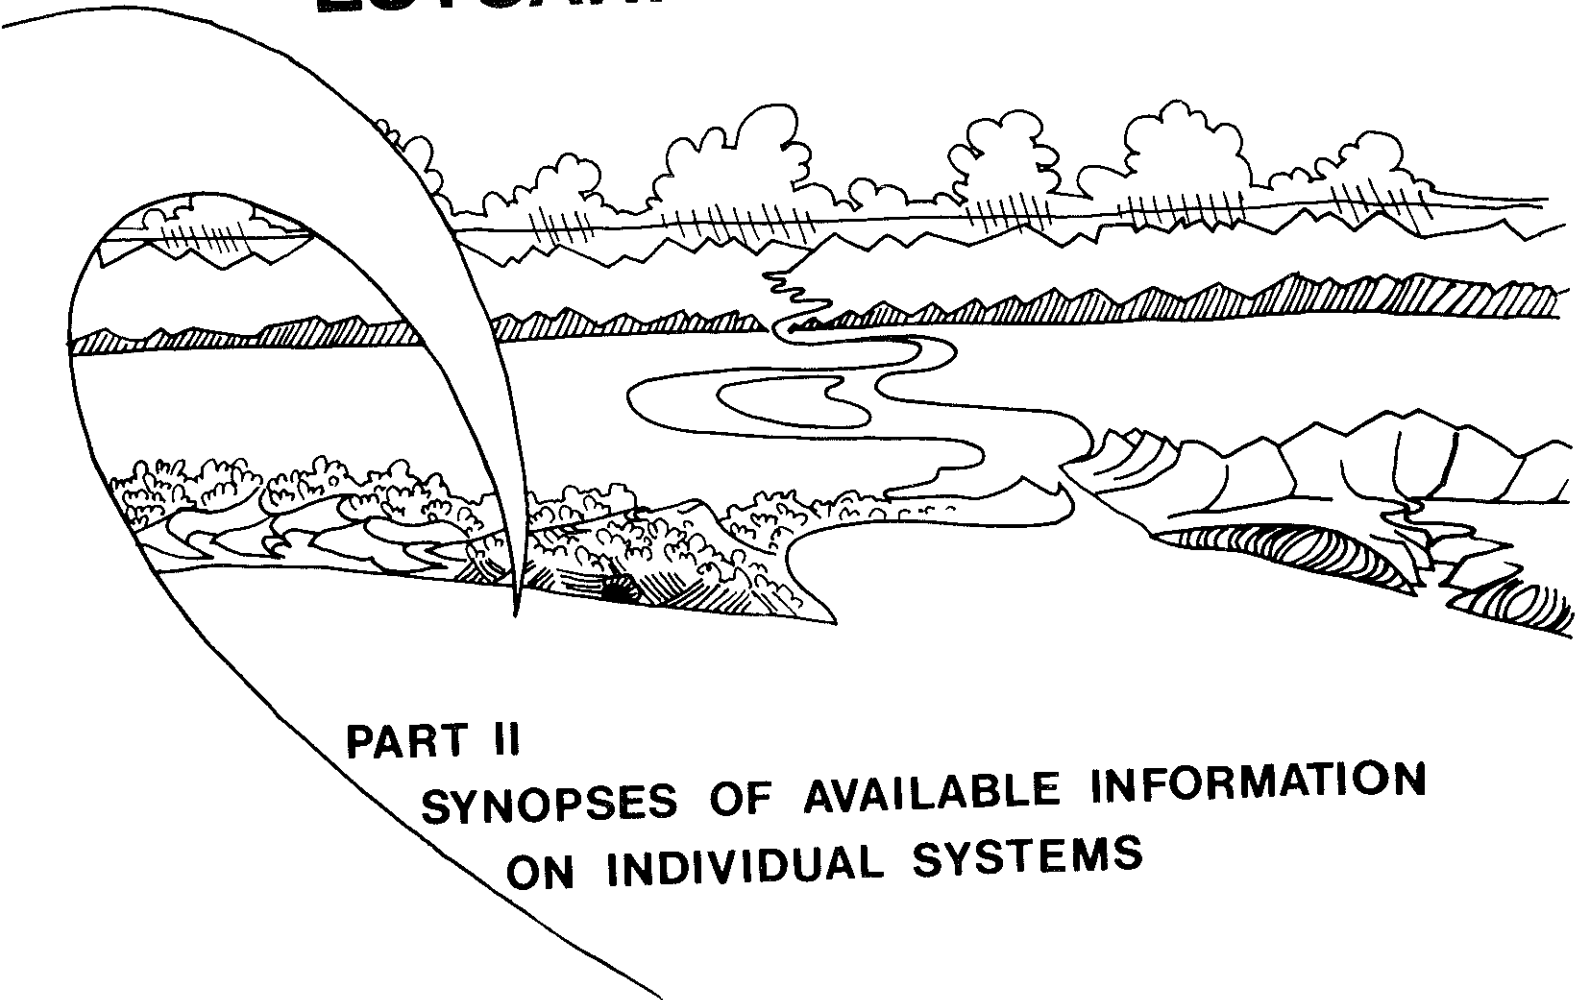 PART II
SYNOPSES OF AVAILABLE INFORMATION
ON INDIVIDUAL SYSTEMS